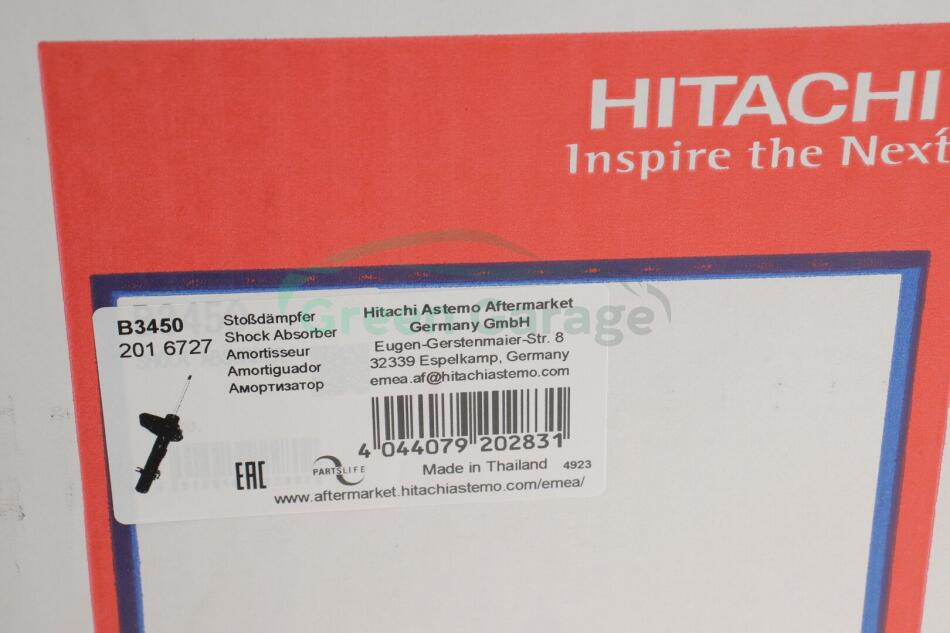 HITACHI
Inspire the Next
B3450
201 6727
Stoßdämpfer
Shock Absorber
Amortisseur
Amortiguador
Амортизатор
Hitachi Astemo Aftermarket
Germany GmbH
Eugen-Gerstenmaier-Str. 8
32339 Espelkamp, Germany
emea.af@hitachiastemo.com
4 044079 202831
EAC
PARTSLIFE
Made in Thailand 4923
www.aftermarket.hitachiastemo.com/emea/
Green Garage